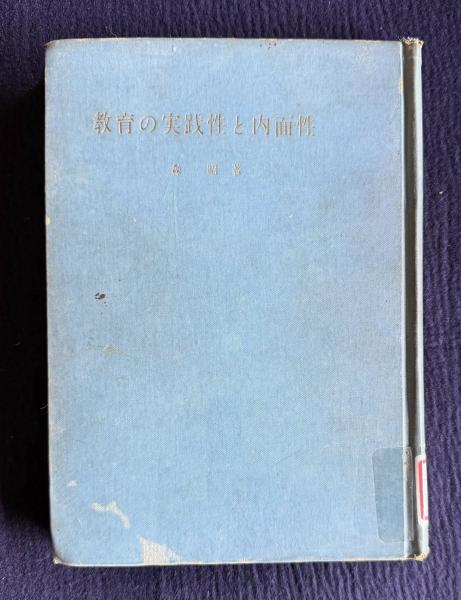 教育の実践性と内面性
森 昭 著